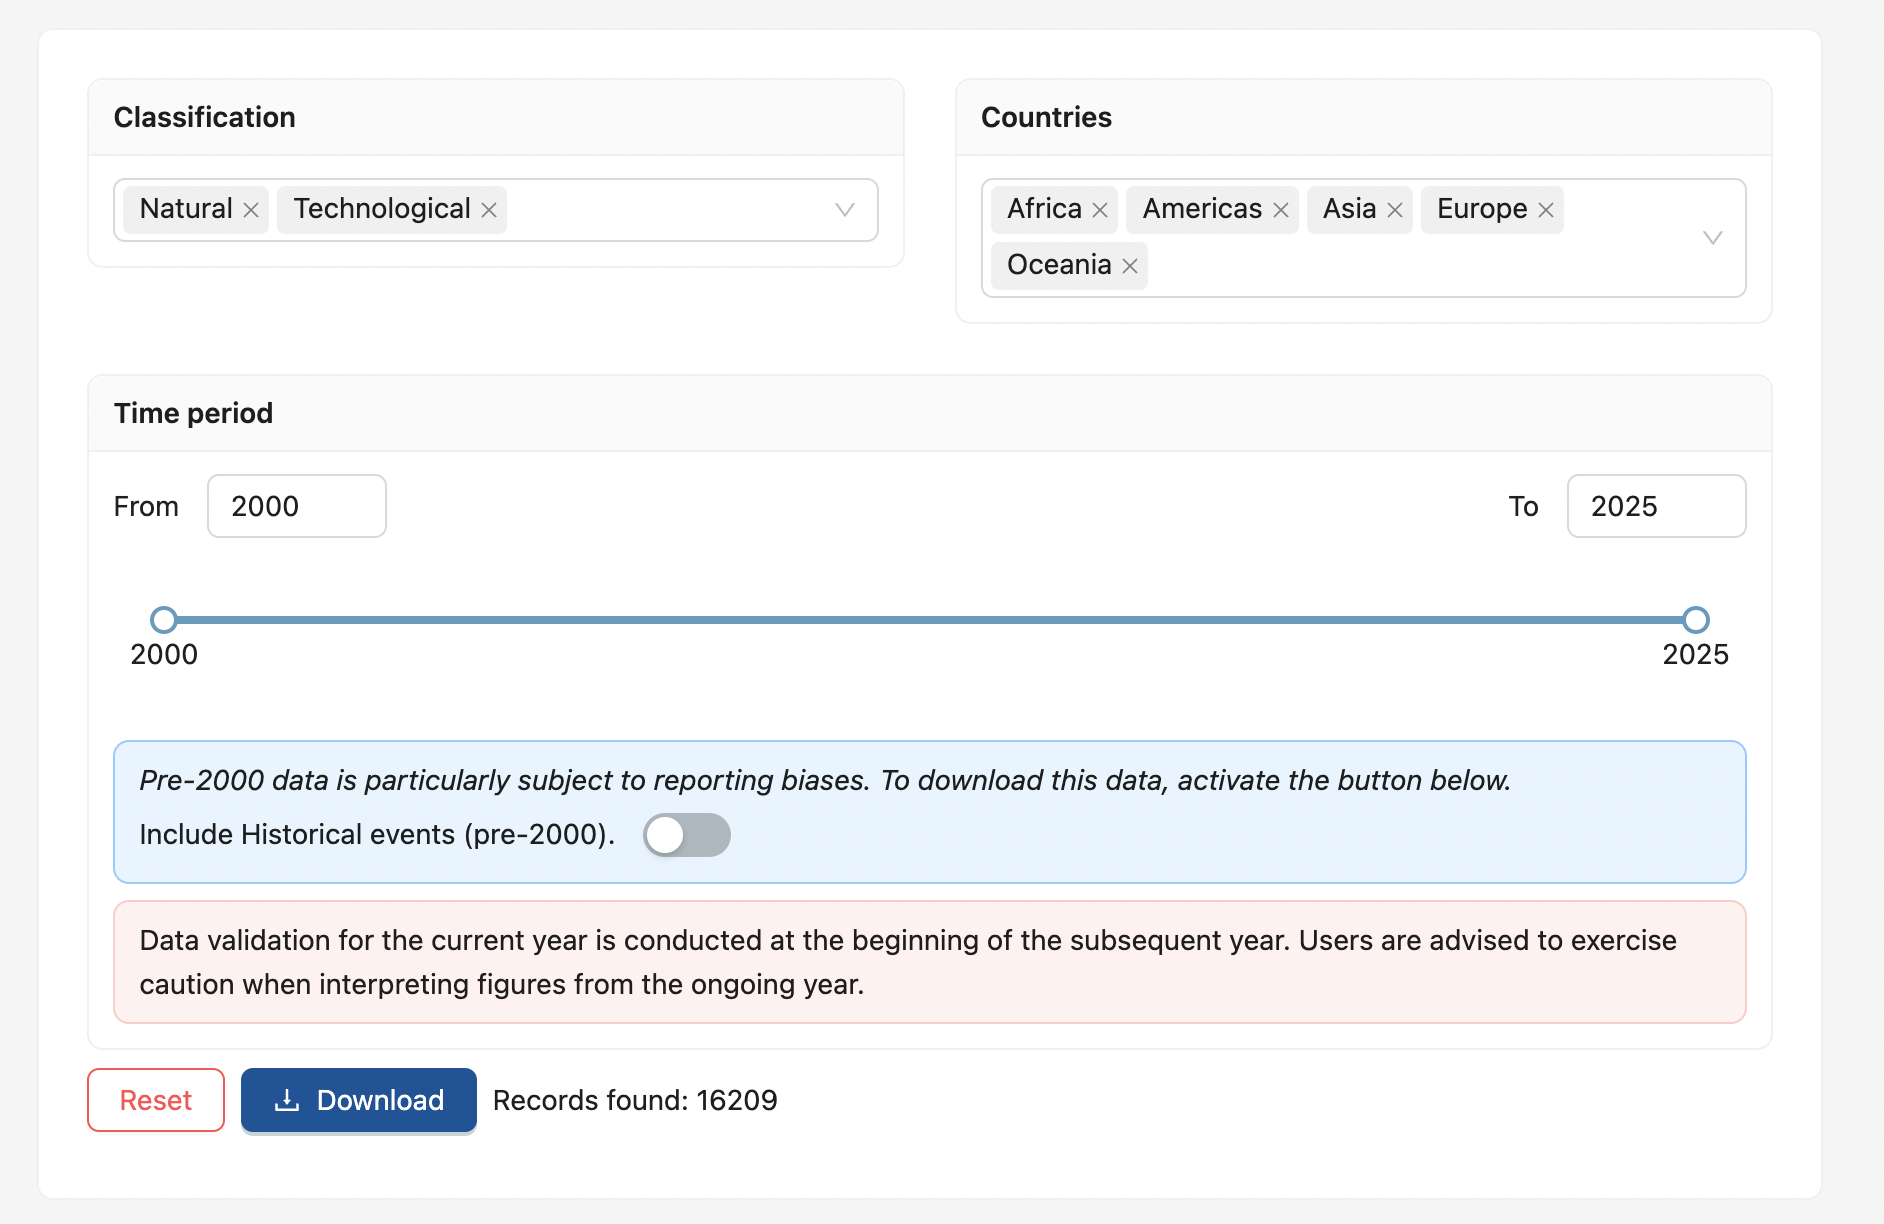 Classification
Countries
Natural
Technological
Africa
Americas
Asia
Europe
Oceania
Time period
From
2000
To
2025
2000
2025
Pre-2000 data is particularly subject to reporting biases. To download this data, activate the button below.
Include Historical events (pre-2000).
Data validation for the current year is conducted at the beginning of the subsequent year. Users are advised to exercise
caution when interpreting figures from the ongoing year.
Reset
Download
Records found: 16209